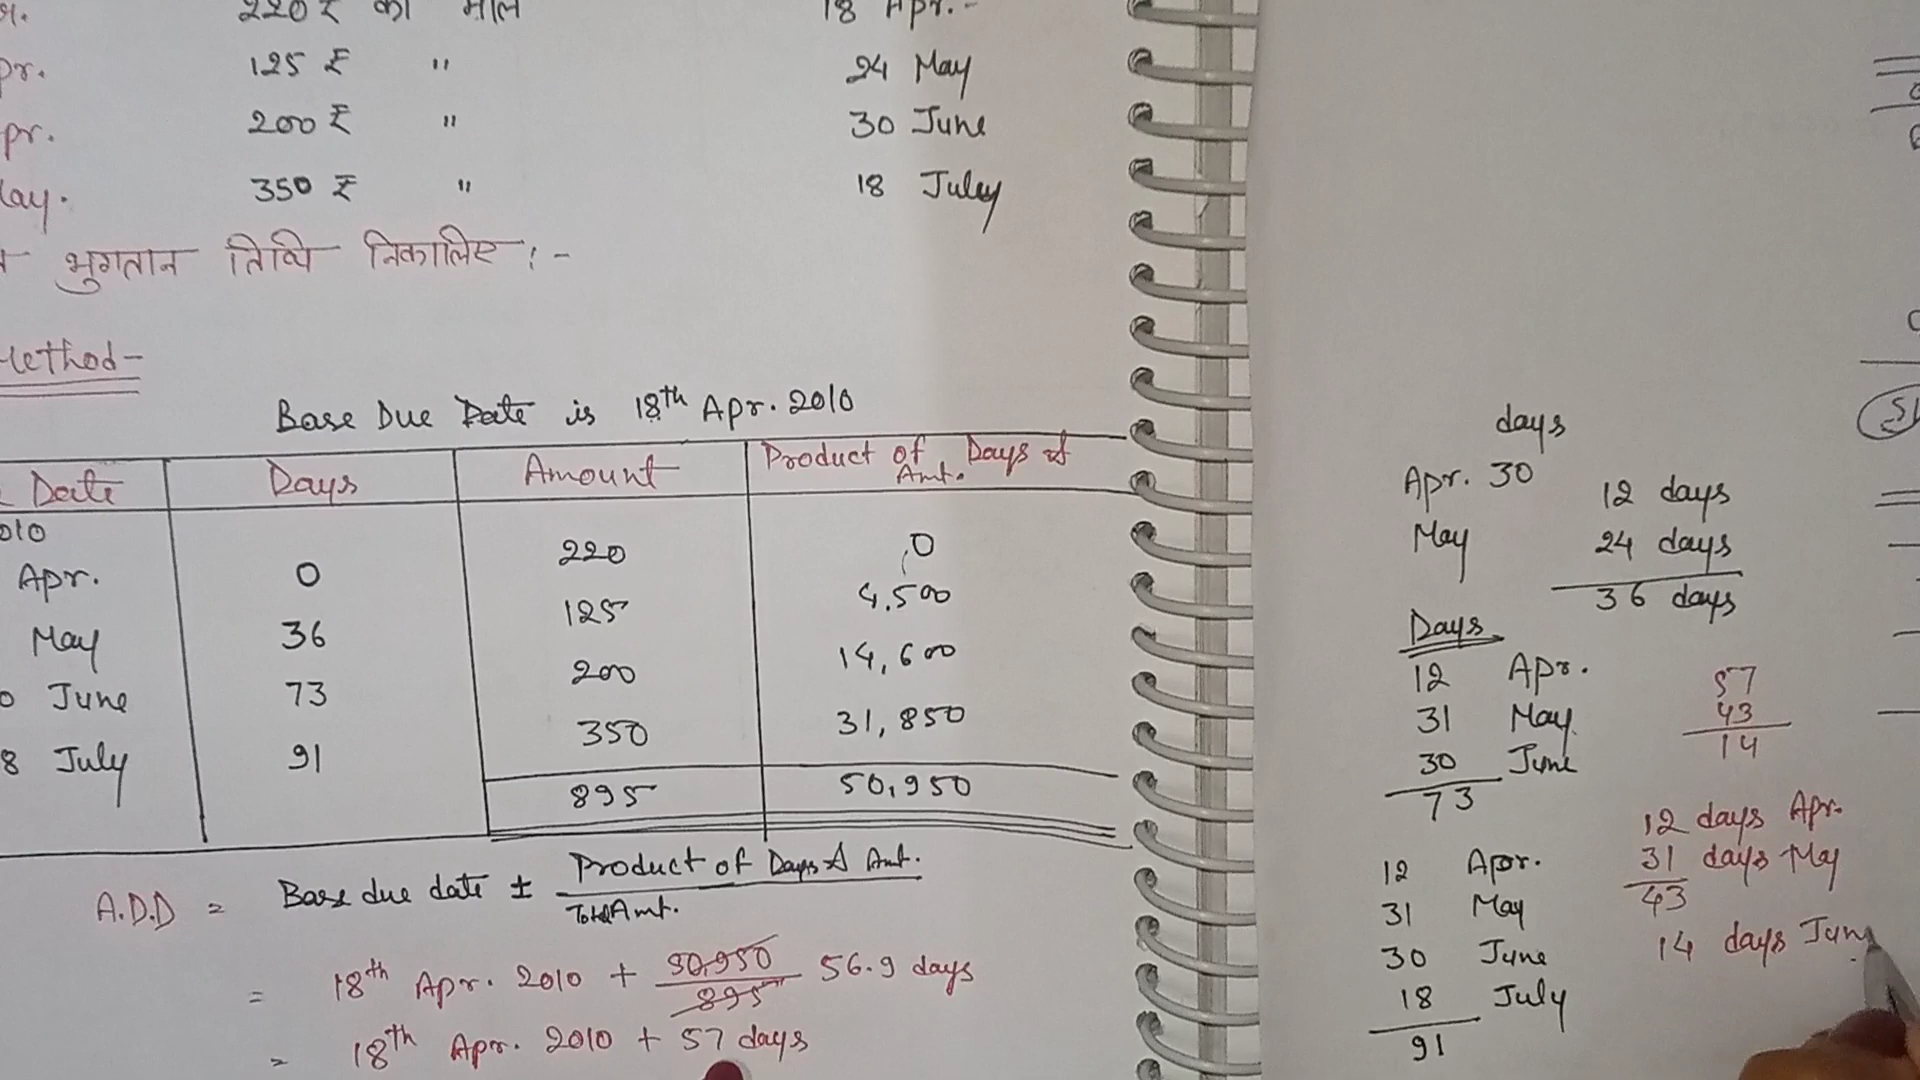 220 ₹ का माल 18 Apr.-
125 ₹ " 24 May
200 ₹ " 30 June
350 ₹ " 18 Juley
भुगतान तिथि निकालिए :-
Method-
Base Due Date is 18th Apr. 2010
Date Days Amount Product of Days & Amt.
2010
Apr. 0 220 0
May 36 125 4,500
June 73 200 14,600
8 July 91 350 31,850
895 50,950
A.D.D = Base due date ± Product of Days & Amt. / Total Amt.
= 18th Apr. 2010 + 50,950 / 895 56.9 days
= 18th Apr. 2010 + 57 days
days
Apr. 30 12 days
May 24 days
36 days
Days
12 Apr.
31 May
30 June
73
12 Apr.
31 May
30 June
18 July
91
57
43
14
12 days Apr.
31 days May
43
14 days Jun